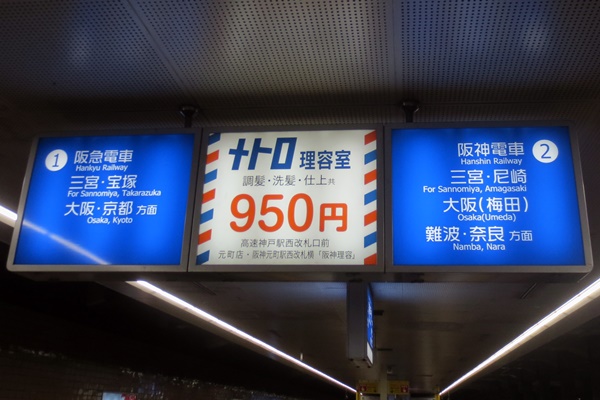 ① 阪急電車
Hankyu Railway
三宮・宝塚
For Sannomiya, Takarazuka
大阪・京都 方面
Osaka, Kyoto
サトロ 理容室
調髪・洗髪・仕上共
950円
高速神戸駅西改札口前
元町店・阪神元町駅西改札横「阪神理容」
阪神電車 ②
Hanshin Railway
三宮・尼崎
For Sannomiya, Amagasaki
大阪(梅田)
Osaka(Umeda)
難波・奈良 方面
Namba, Nara